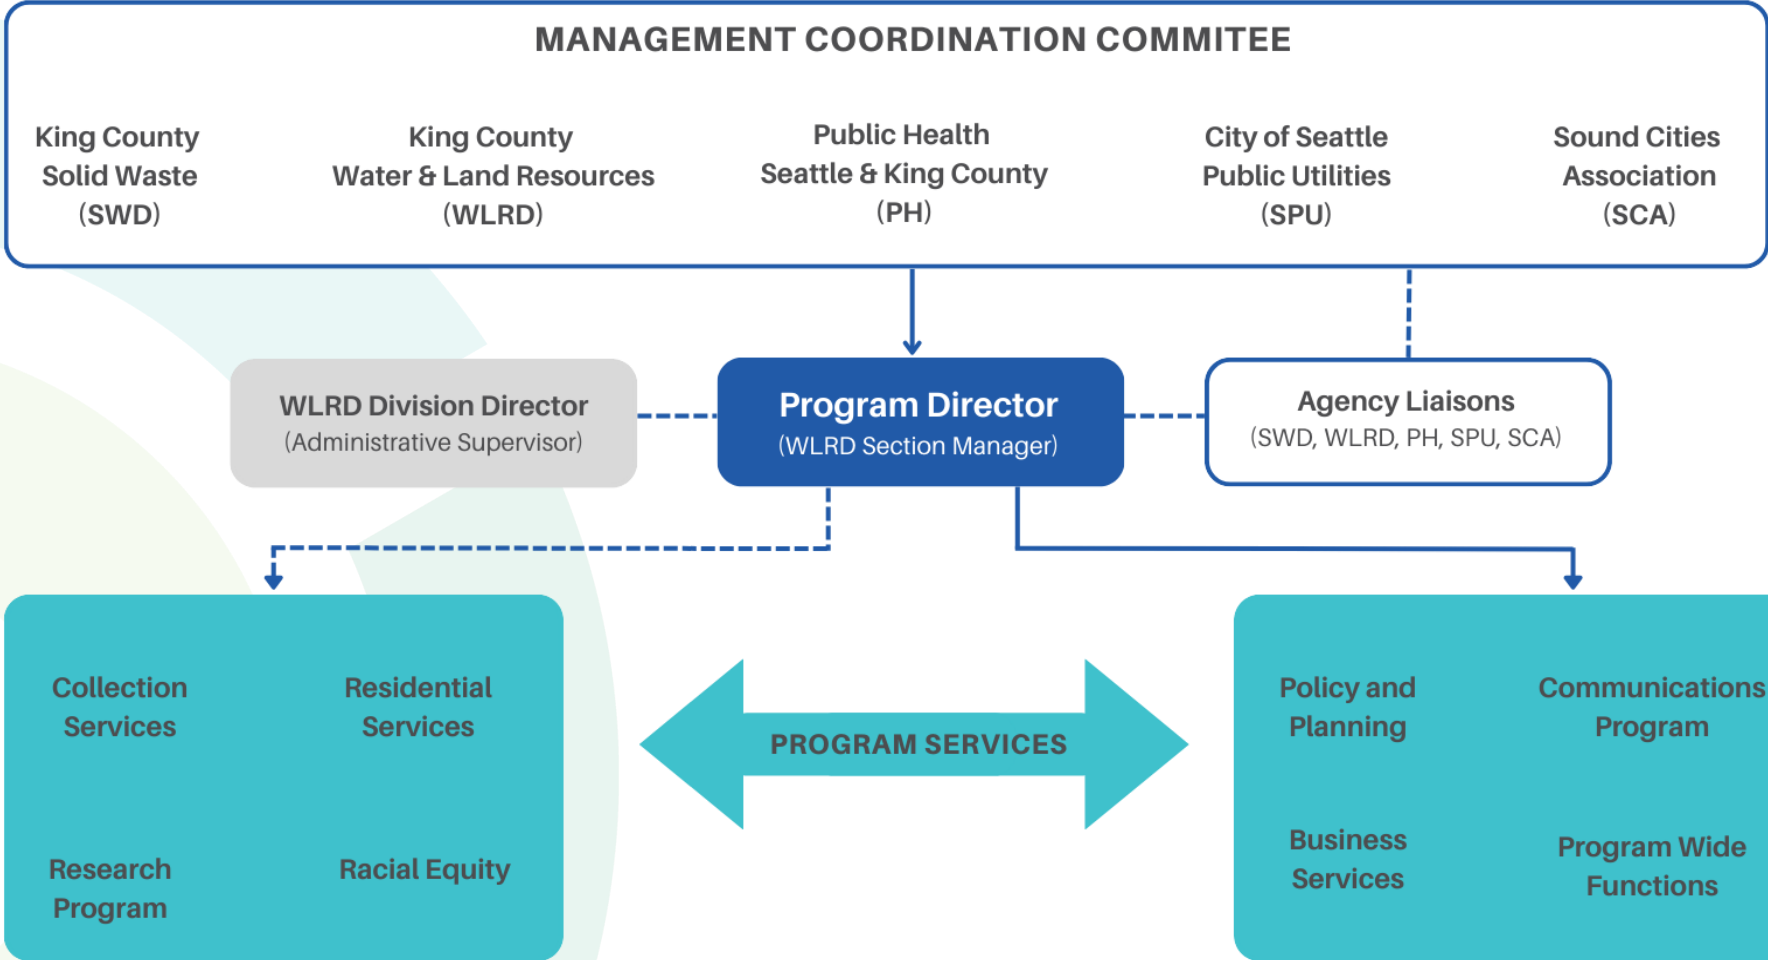 MANAGEMENT COORDINATION COMMITEE
King County
Solid Waste
(SWD)
King County
Water & Land Resources
(WLRD)
Public Health
Seattle & King County
(PH)
City of Seattle
Public Utilities
(SPU)
Sound Cities
Association
(SCA)
WLRD Division Director
(Administrative Supervisor)
Program Director
(WLRD Section Manager)
Agency Liaisons
(SWD, WLRD, PH, SPU, SCA)
Collection
Services
Residential
Services
Research
Program
Racial Equity
PROGRAM SERVICES
Policy and
Planning
Communications
Program
Business
Services
Program Wide
Functions